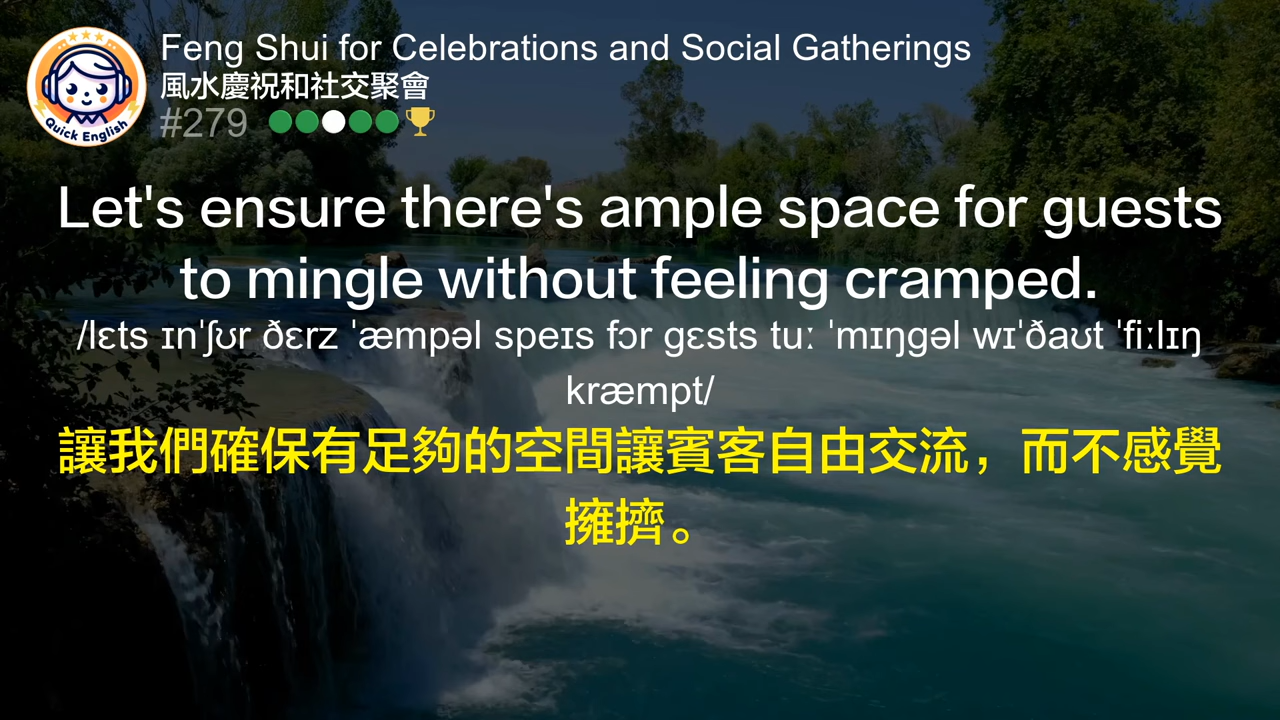 Feng Shui for Celebrations and Social Gatherings
風水慶祝和社交聚會
#279
Quick English
Let's ensure there's ample space for guests
to mingle without feeling cramped.
/lɛts ɪnˈʃʊr ðɛrz ˈæmpəl speɪs fɔr gɛsts tuː ˈmɪŋgəl wɪˈðaʊt ˈfiːlɪŋ
kræmpt/
讓我們確保有足夠的空間讓賓客自由交流，而不感覺
擁擠。